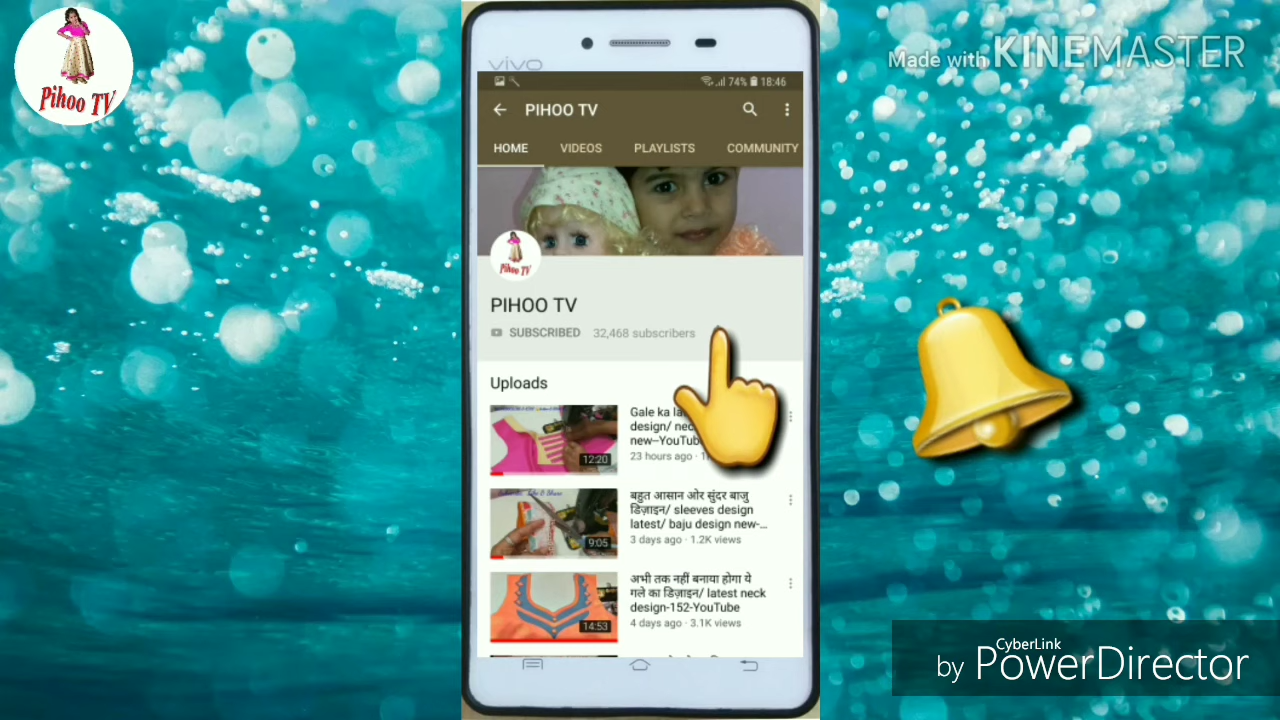 Pihoo TV
Made with KINEMASTER
vivo
74% 18:46
PIHOO TV
HOME VIDEOS PLAYLISTS COMMUNITY
Pihoo TV
PIHOO TV
SUBSCRIBED 32,468 subscribers
Uploads
Gale ka
design/
new--YouTub
23 hours ago
12:20
बहुत आसान ओर सुंदर बाजु
डिज़ाइन/ sleeves design
latest/ baju design new-...
3 days ago · 1.2K views
9:05
अभी तक नहीं बनाया होगा ये
गले का डिज़ाइन/ latest neck
design-152-YouTube
4 days ago · 3.1K views
14:53
CyberLink
by PowerDirector